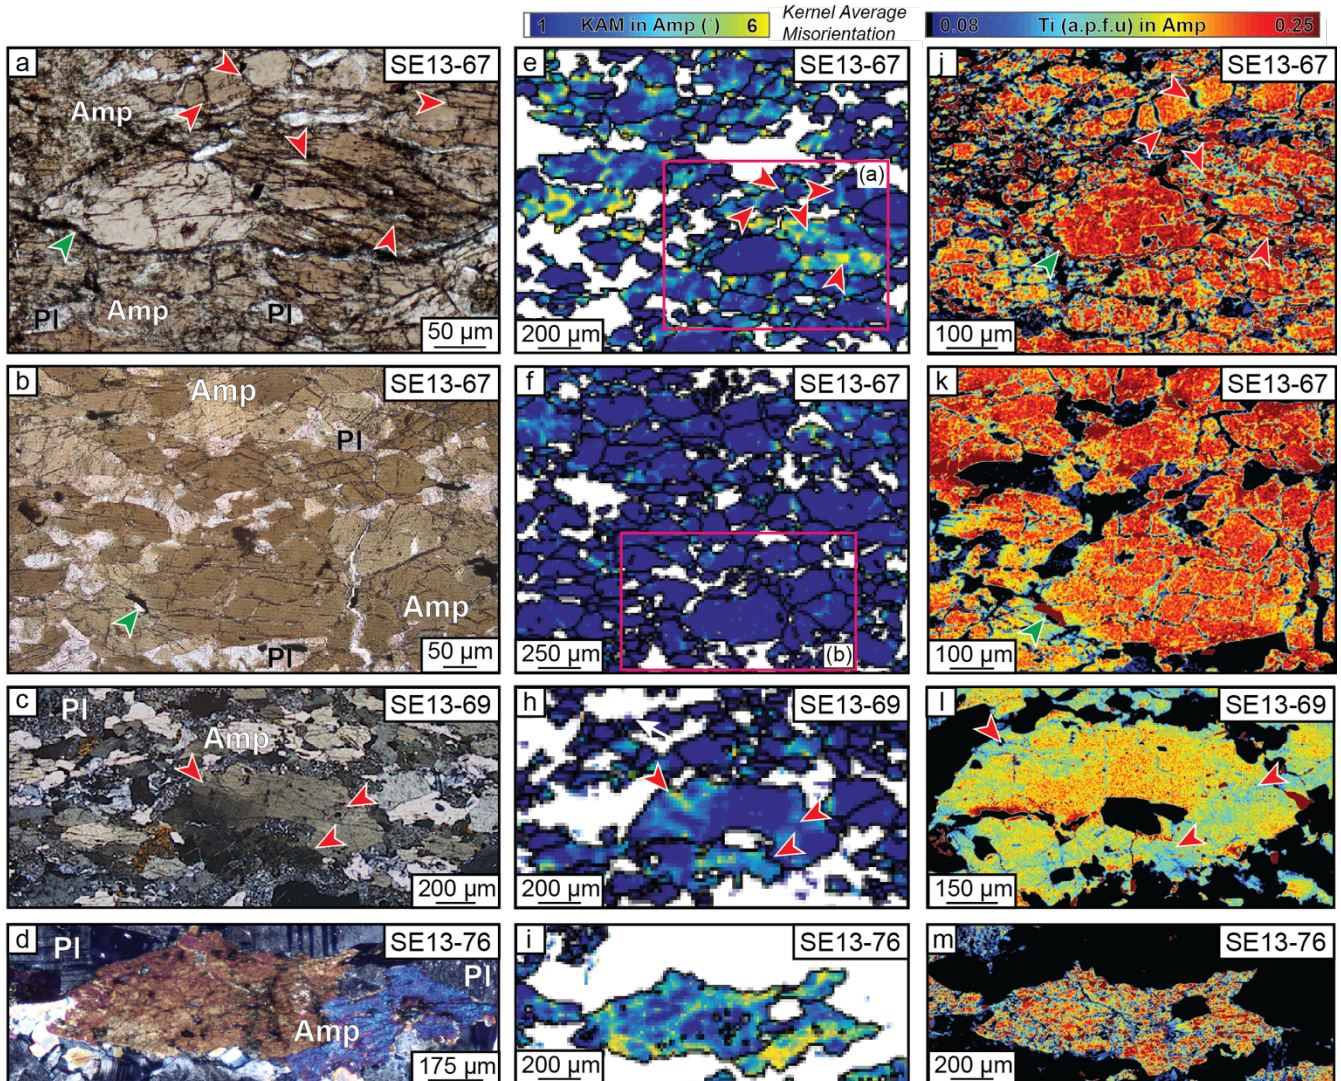 1 KAM in Amp (°) 6
Kernel Average
Misorientation
0.08 Ti (a.p.f.u) in Amp 0.25
a
SE13-67
Amp
Pl
Amp
Pl
50 µm
e
SE13-67
(a)
200 µm
j
SE13-67
100 µm
b
Amp
SE13-67
Pl
Amp
Pl
50 µm
f
SE13-67
(b)
250 µm
k
SE13-67
100 µm
c
Pl
SE13-69
Amp
200 µm
h
SE13-69
200 µm
l
SE13-69
150 µm
d
Pl
SE13-76
Pl
Amp
175 µm
i
SE13-76
200 µm
m
SE13-76
200 µm